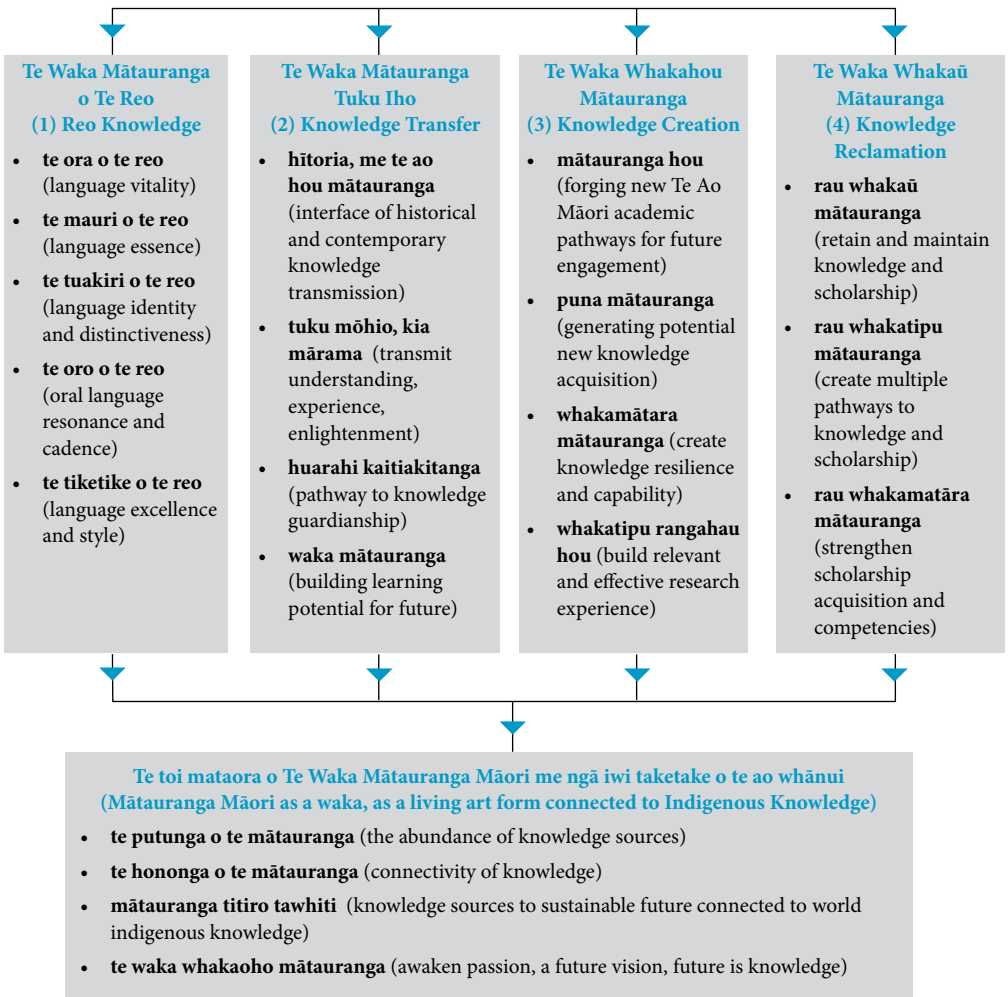 Te Waka Mātauranga
o Te Reo
(1) Reo Knowledge
• te ora o te reo
(language vitality)
• te mauri o te reo
(language essence)
• te tuakiri o te reo
(language identity
and distinctiveness)
• te oro o te reo
(oral language
resonance and
cadence)
• te tiketike o te reo
(language excellence
and style)
Te Waka Mātauranga
Tuku Iho
(2) Knowledge Transfer
• hītoria, me te ao
hou mātauranga
(interface of historical
and contemporary
knowledge
transmission)
• tuku mōhio, kia
mārama (transmit
understanding,
experience,
enlightenment)
• huarahi kaitiakitanga
(pathway to knowledge
guardianship)
• waka mātauranga
(building learning
potential for future)
Te Waka Whakahou
Mātauranga
(3) Knowledge Creation
• mātauranga hou
(forging new Te Ao
Māori academic
pathways for future
engagement)
• puna mātauranga
(generating potential
new knowledge
acquisition)
• whakamātara
mātauranga (create
knowledge resilience
and capability)
• whakatipu rangahau
hou (build relevant
and effective research
experience)
Te Waka Whakaū
Mātauranga
(4) Knowledge
Reclamation
• rau whakaū
mātauranga
(retain and maintain
knowledge and
scholarship)
• rau whakatipu
mātauranga
(create multiple
pathways to
knowledge and
scholarship)
• rau whakamatāra
mātauranga
(strengthen
scholarship
acquisition and
competencies)
Te toi mataora o Te Waka Mātauranga Māori me ngā iwi taketake o te ao whānui
(Mātauranga Māori as a waka, as a living art form connected to Indigenous Knowledge)
• te putunga o te mātauranga (the abundance of knowledge sources)
• te hononga o te mātauranga (connectivity of knowledge)
• mātauranga titiro tawhiti (knowledge sources to sustainable future connected to world
indigenous knowledge)
• te waka whakaoho mātauranga (awaken passion, a future vision, future is knowledge)